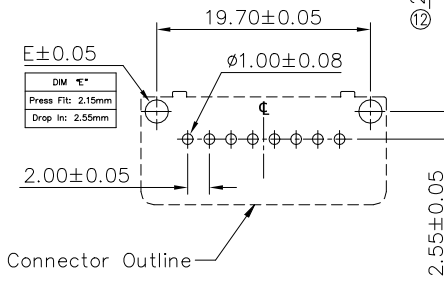 19.70±0.05
⑫
E±0.05
ø1.00±0.08
DIM "E"
Press Fit: 2.15mm
Drop In: 2.55mm
℄
2.00±0.05
2.55±0.05
Connector Outline